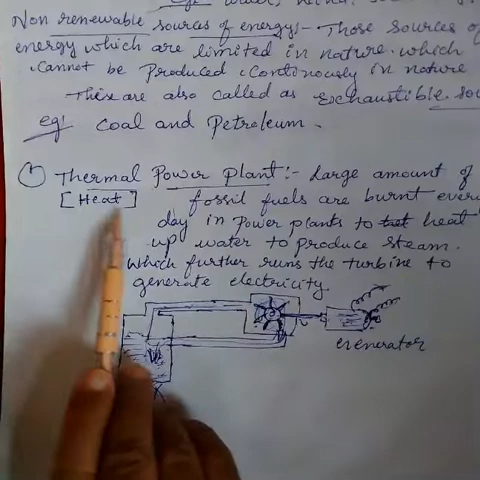 Non renewable sources of energy:- Those sources of
energy which are limited in nature. which
cannot be produced continously in nature
These are also called as exhaustible
eg: coal and Petroleum.
① Thermal Power plant:- Large amount of
[Heat] fossil fuels are burnt every
day in power plants to heat
up water to produce steam.
which further runs the turbine to
generate electricity.